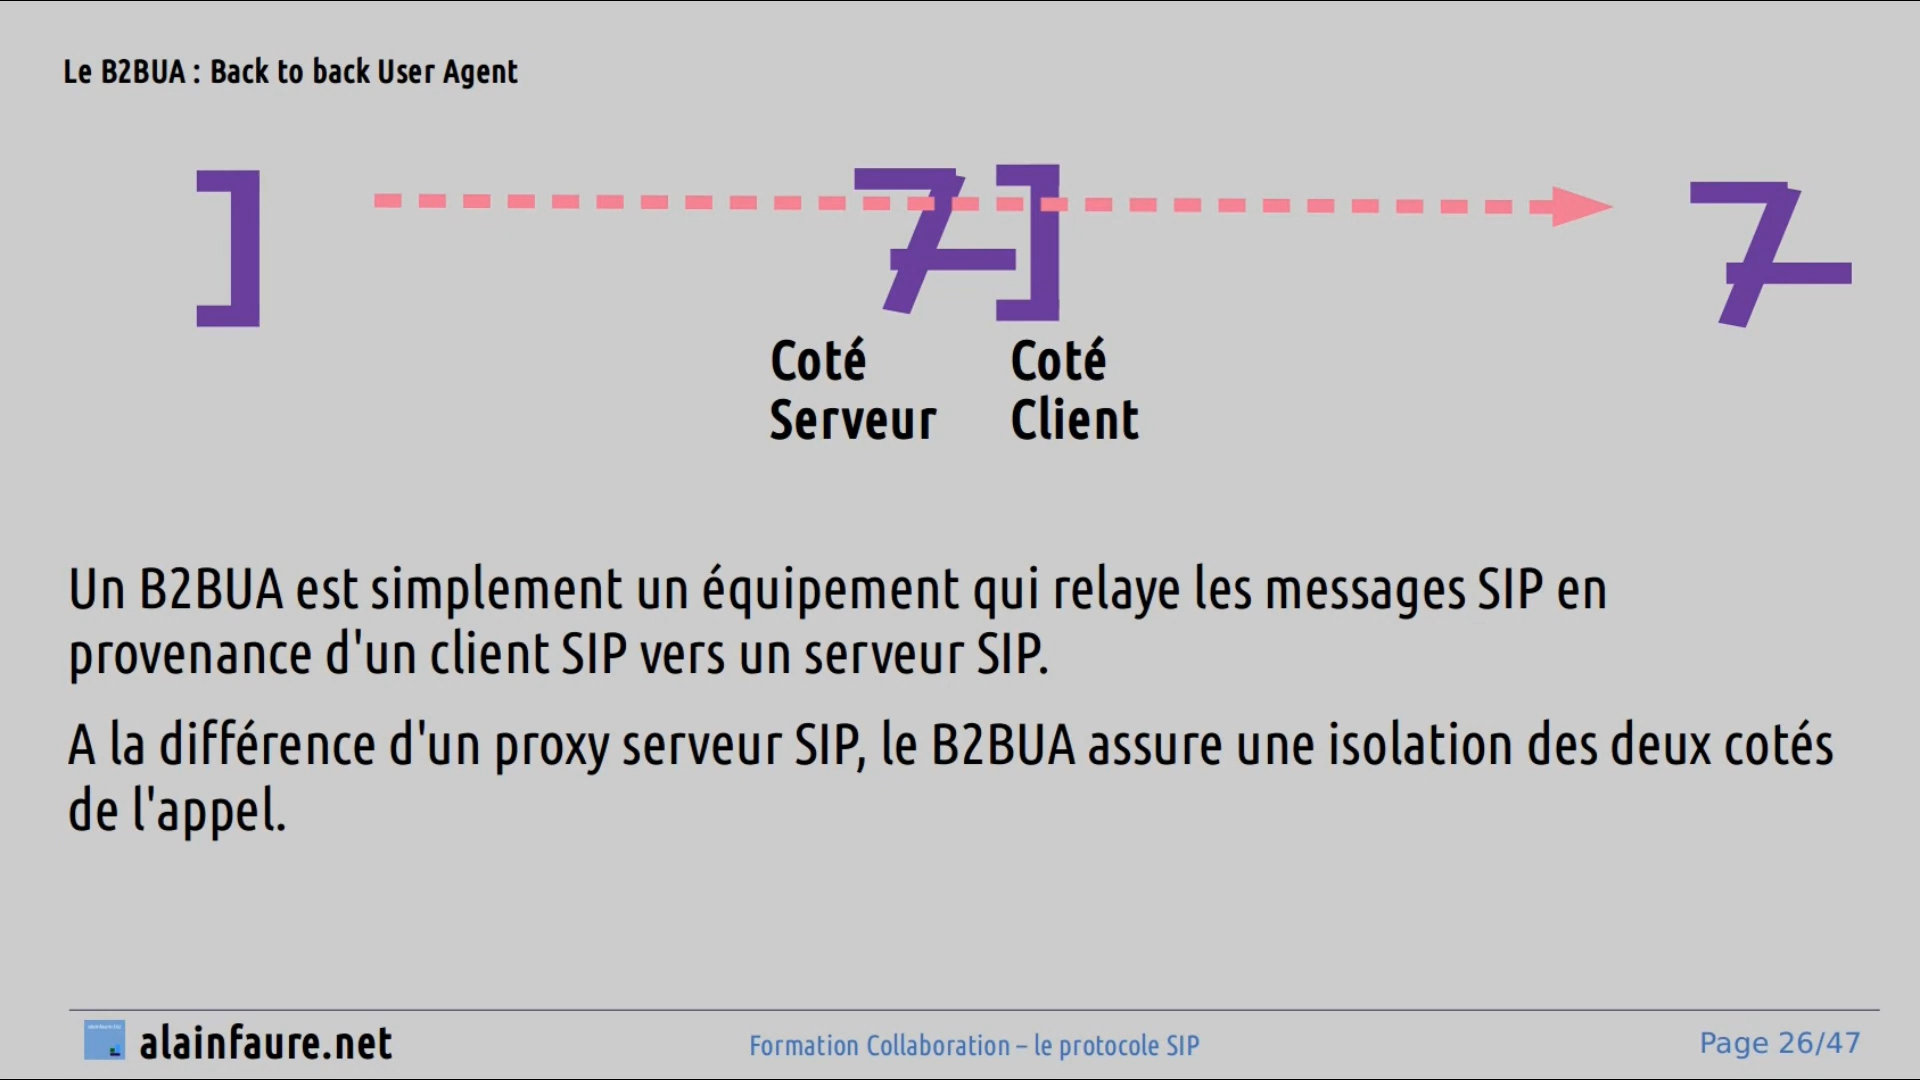 Le B2BUA : Back to back User Agent
Coté Coté
Serveur Client
Un B2BUA est simplement un équipement qui relaye les messages SIP en
provenance d'un client SIP vers un serveur SIP.
A la différence d'un proxy serveur SIP, le B2BUA assure une isolation des deux cotés
de l'appel.
alainfaure.net
Formation Collaboration – le protocole SIP
Page 26/47